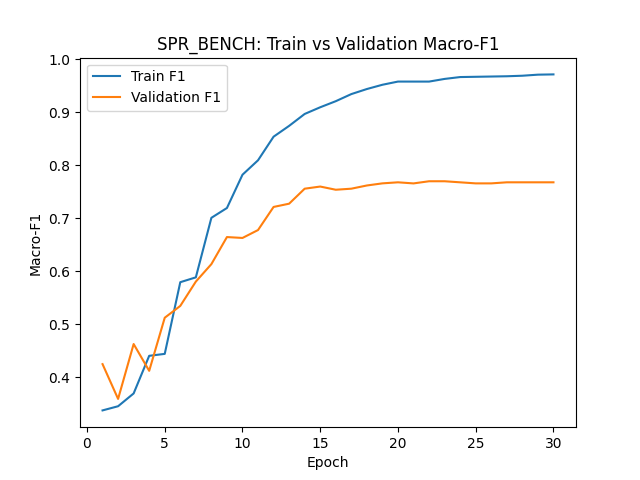 SPR_BENCH: Train vs Validation Macro-F1
Train F1
Validation F1
Macro-F1
1.0
0.9
0.8
0.7
0.6
0.5
0.4
0
5
10
15
20
25
30
Epoch